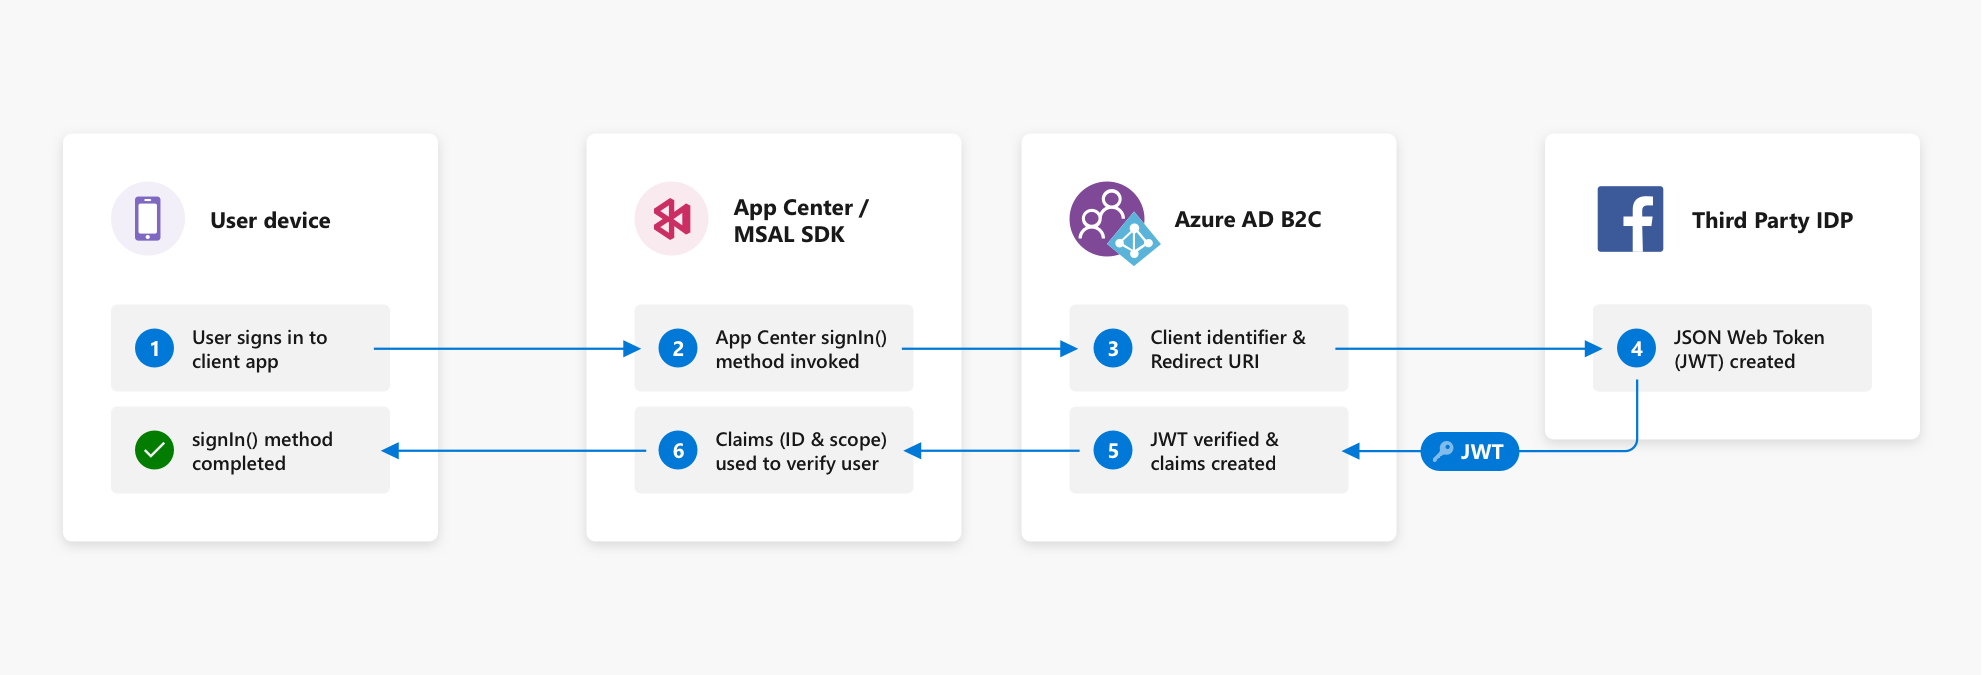 User device
1
User signs in to
client app
signIn() method
completed
App Center /
MSAL SDK
2
App Center signIn()
method invoked
6
Claims (ID & scope)
used to verify user
Azure AD B2C
3
Client identifier &
Redirect URI
5
JWT verified &
claims created
Third Party IDP
4
JSON Web Token
(JWT) created
JWT